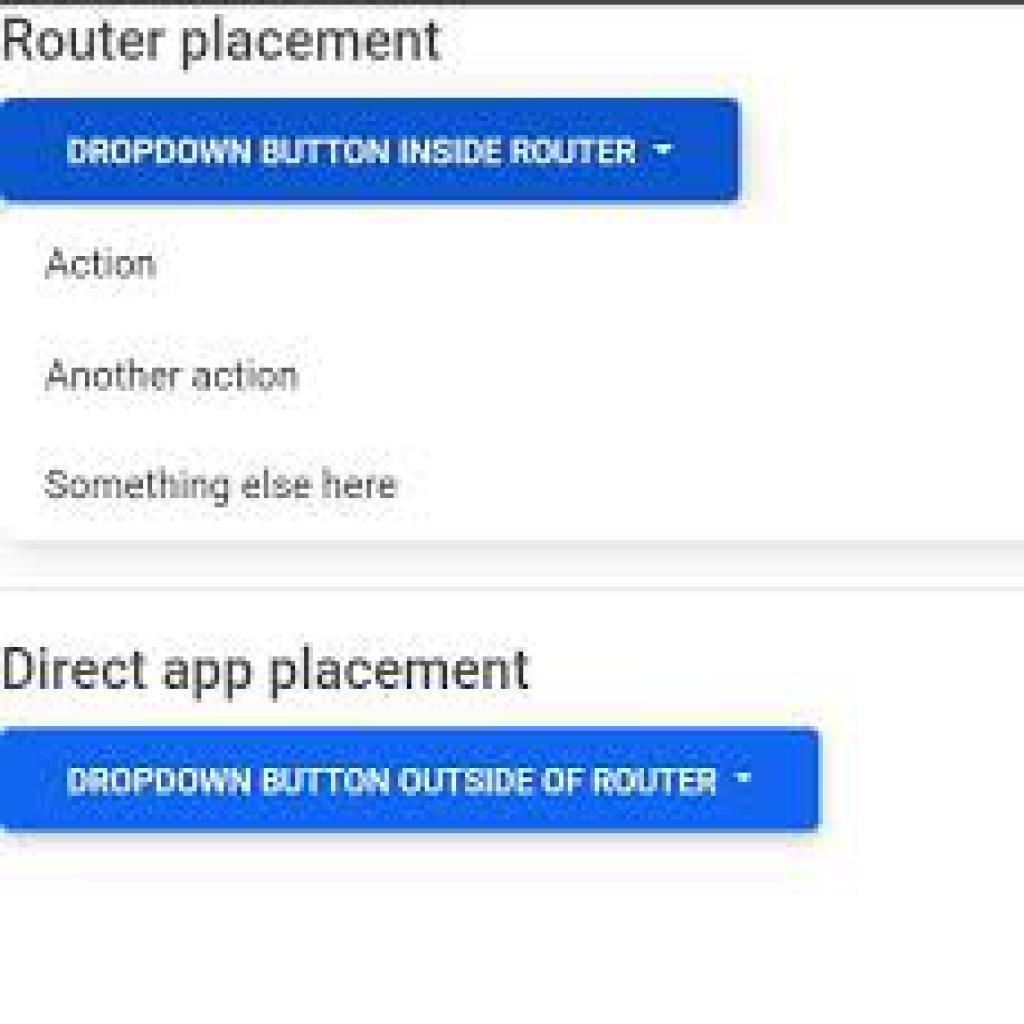 Router placement
DROPDOWN BUTTON INSIDE ROUTER
Action
Another action
Something else here
Direct app placement
DROPDOWN BUTTON OUTSIDE OF ROUTER